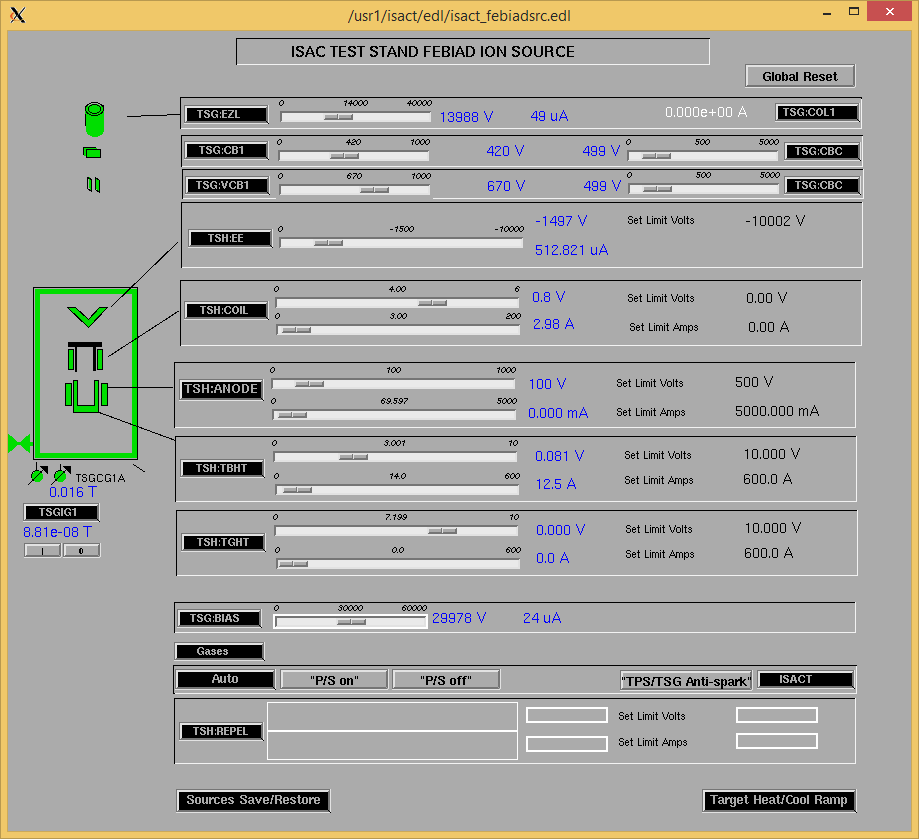 /usr1/isact/edl/isact_febiadsrc.edl
ISAC TEST STAND FEBIAD ION SOURCE
Global Reset
TSG:EZL 0 14000 40000 13988 V 49 uA 0.000e+00 A TSG:COL1
TSG:CB1 0 420 1000 420 V 499 V 0 500 5000 TSG:CBC
TSG:VCB1 0 670 1000 670 V 499 V 0 500 5000 TSG:CBC
TSH:EE 0 -1500 -10000 -1497 V Set Limit Volts -10002 V
512.821 uA
TSH:COIL 0 4.00 6 0.8 V Set Limit Volts 0.00 V
0 3.00 200 2.98 A Set Limit Amps 0.00 A
TSH:ANODE 0 100 1000 100 V Set Limit Volts 500 V
0 69.597 5000 0.000 mA Set Limit Amps 5000.000 mA
TSH:TBHT 0 3.001 10 0.081 V Set Limit Volts 10.000 V
0 14.0 600 12.5 A Set Limit Amps 600.0 A
TSGCG1A
0.016 T
TSGIG1
8.81e-08 T
I 0
TSH:TGHT 0 7.199 10 0.000 V Set Limit Volts 10.000 V
0 0.0 600 0.0 A Set Limit Amps 600.0 A
TSG:BIAS 0 30000 60000 29978 V 24 uA
Gases
Auto "P/S on" "P/S off" "TPS/TSG Anti-spark" ISACT
TSH:REPEL Set Limit Volts
Set Limit Amps
Sources Save/Restore Target Heat/Cool Ramp